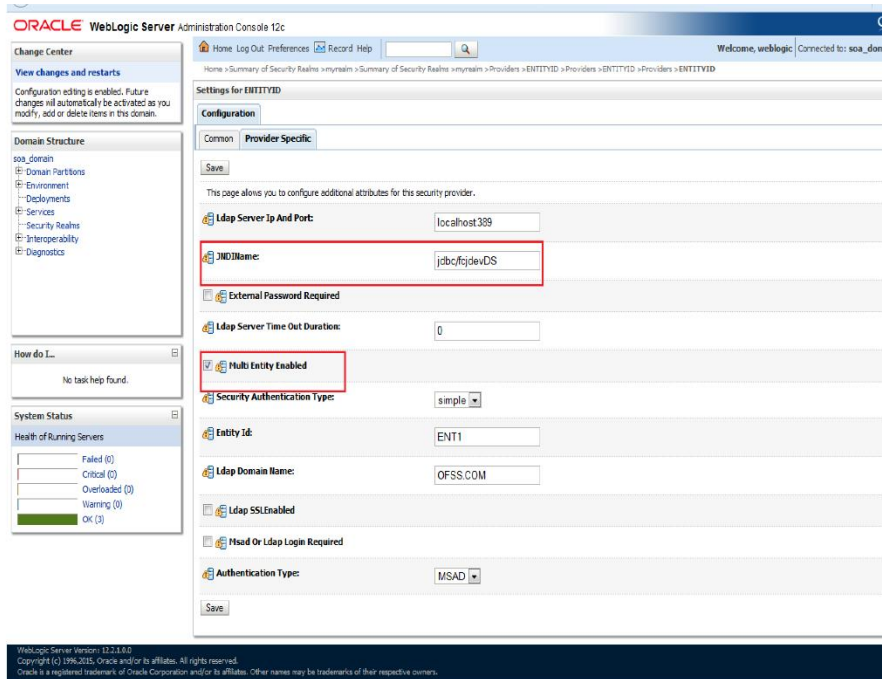 ORACLE WebLogic Server Administration Console 12c
Change Center
View changes and restarts
Configuration editing is enabled. Future
changes will automatically be activated as you
modify, add or delete items in this domain.
Domain Structure
soa_domain
Domain Partitions
Environment
Deployments
Services
Security Realms
Interoperability
Diagnostics
How do I...
No task help found.
System Status
Health of Running Servers
Failed (0)
Critical (0)
Overloaded (0)
Warning (0)
OK (3)
Home Log Out Preferences Record Help
Welcome, weblogic Connected to: soa_dom
Home >Summary of Security Realms >myrealm >Summary of Security Realms >myrealm >Providers >ENTITYID >Providers >ENTITYID >Providers >ENTITYID
Settings for ENTITYID
Configuration
Common Provider Specific
Save
This page allows you to configure additional attributes for this security provider.
Ldap Server Ip And Port: localhost:389
JNDIName: jdbc/fcjdevDS
External Password Required
Ldap Server Time Out Duration: 0
Multi Entity Enabled
Security Authentication Type: simple
Entity Id: ENT1
Ldap Domain Name: OFSS.COM
Ldap SSLEnabled
Msad Or Ldap Login Required
Authentication Type: MSAD
Save
WebLogic Server Version: 12.2.1.0.0
Copyright (c) 1996,2015, Oracle and/or its affiliates. All rights reserved.
Oracle is a registered trademark of Oracle Corporation and/or its affiliates. Other names may be trademarks of their respective owners.